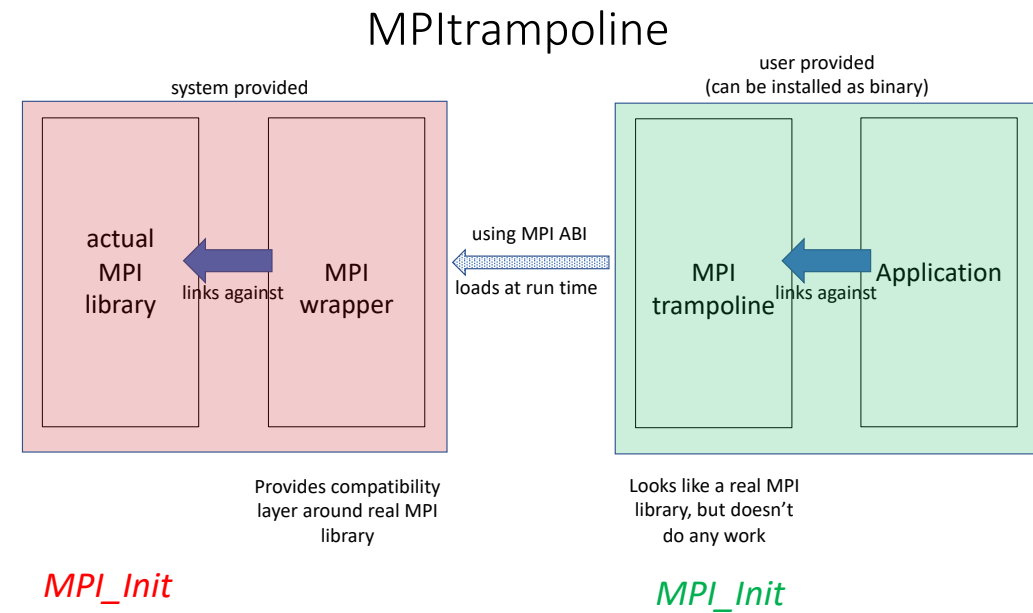 MPItrampoline
system provided
user provided
(can be installed as binary)
actual
MPI
library
links against
MPI
wrapper
using MPI ABI
loads at run time
MPI
trampoline
links against
Application
Provides compatibility
layer around real MPI
library
Looks like a real MPI
library, but doesn’t
do any work
MPI_Init
MPI_Init